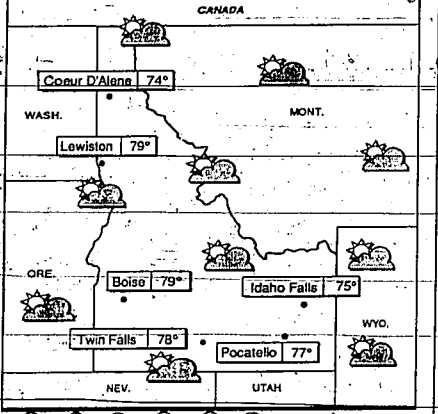 CANADA
Coeur D'Alene 74°
WASH.
MONT.
Lewiston 79°
ORE.
Boise 79°
Idaho Falls 75°
WYO.
Twin Falls 78°
Pocatello 77°
NEV.
UTAH